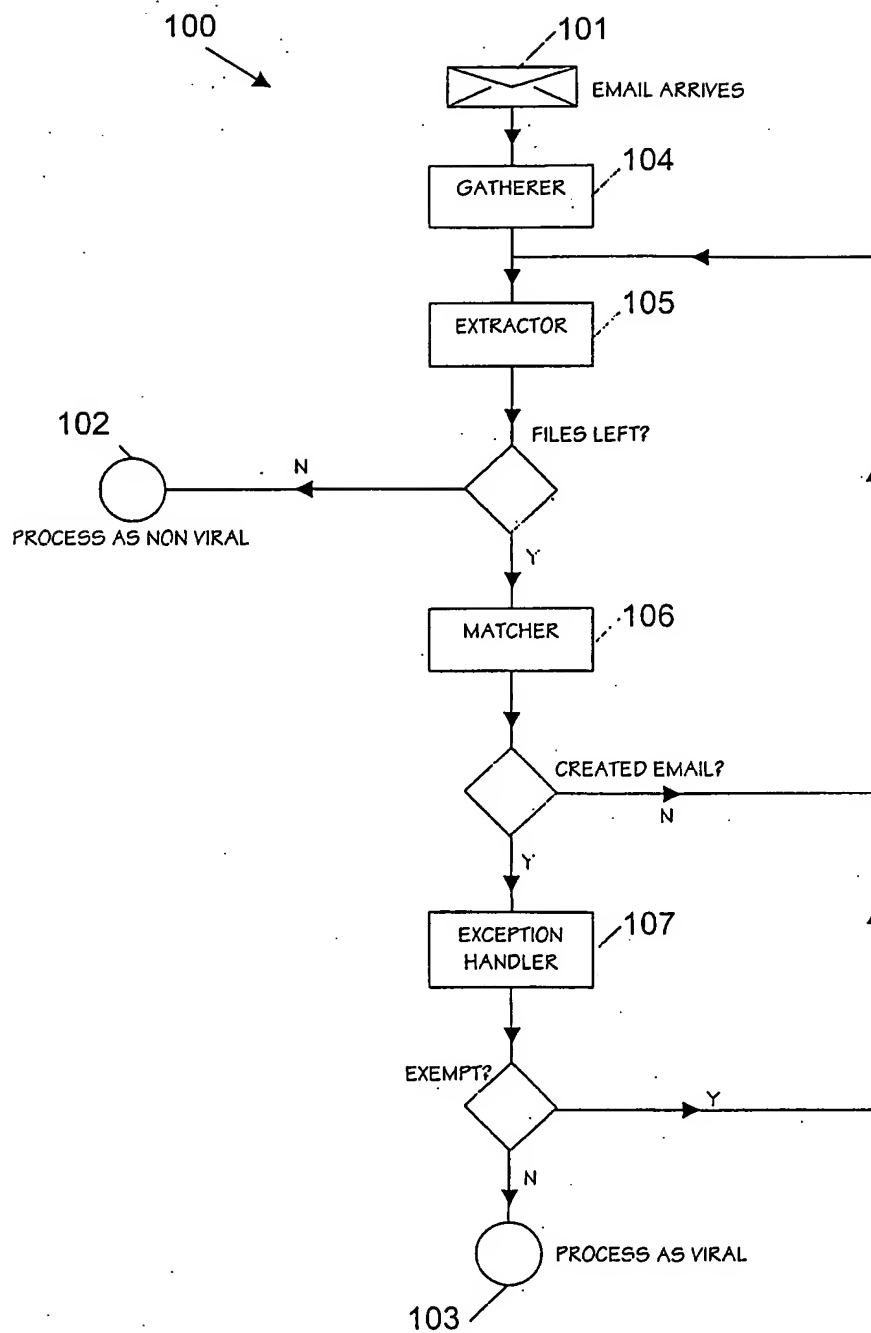 100
101
EMAIL ARRIVES
104
GATHERER
105
EXTRACTOR
102
FILES LEFT?
N
PROCESS AS NON VIRAL
Y
106
MATCHER
CREATED EMAIL?
N
Y
107
EXCEPTION
HANDLER
EXEMPT?
Y
N
PROCESS AS VIRAL
103